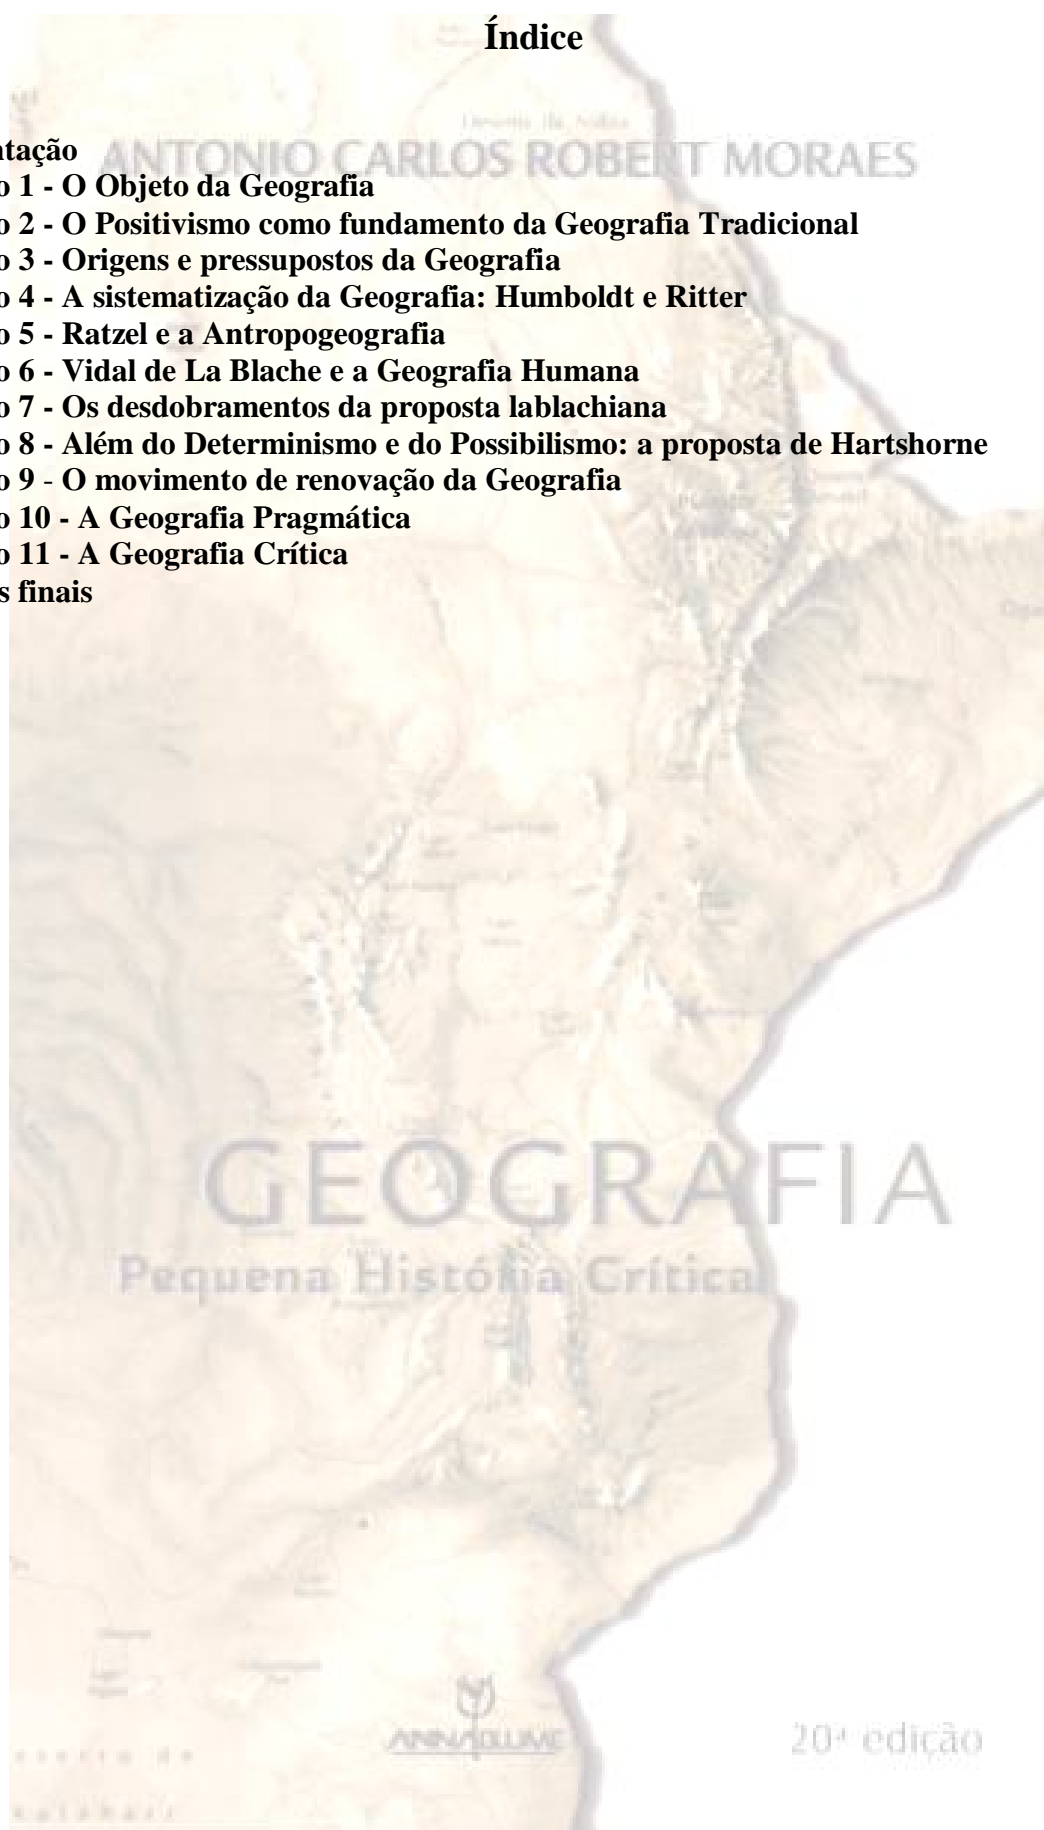 Índice
ntação
ANTONIO CARLOS ROBERT MORAES
o 1 - O Objeto da Geografia
o 2 - O Positivismo como fundamento da Geografia Tradicional
o 3 - Origens e pressupostos da Geografia
o 4 - A sistematização da Geografia: Humboldt e Ritter
o 5 - Ratzel e a Antropogeografia
o 6 - Vidal de La Blache e a Geografia Humana
o 7 - Os desdobramentos da proposta lablachiana
o 8 - Além do Determinismo e do Possibilismo: a proposta de Hartshorne
o 9 - O movimento de renovação da Geografia
o 10 - A Geografia Pragmática
o 11 - A Geografia Crítica
s finais
GEOGRAFIA
Pequena História Crítica
ANNABLUME
20ª edição